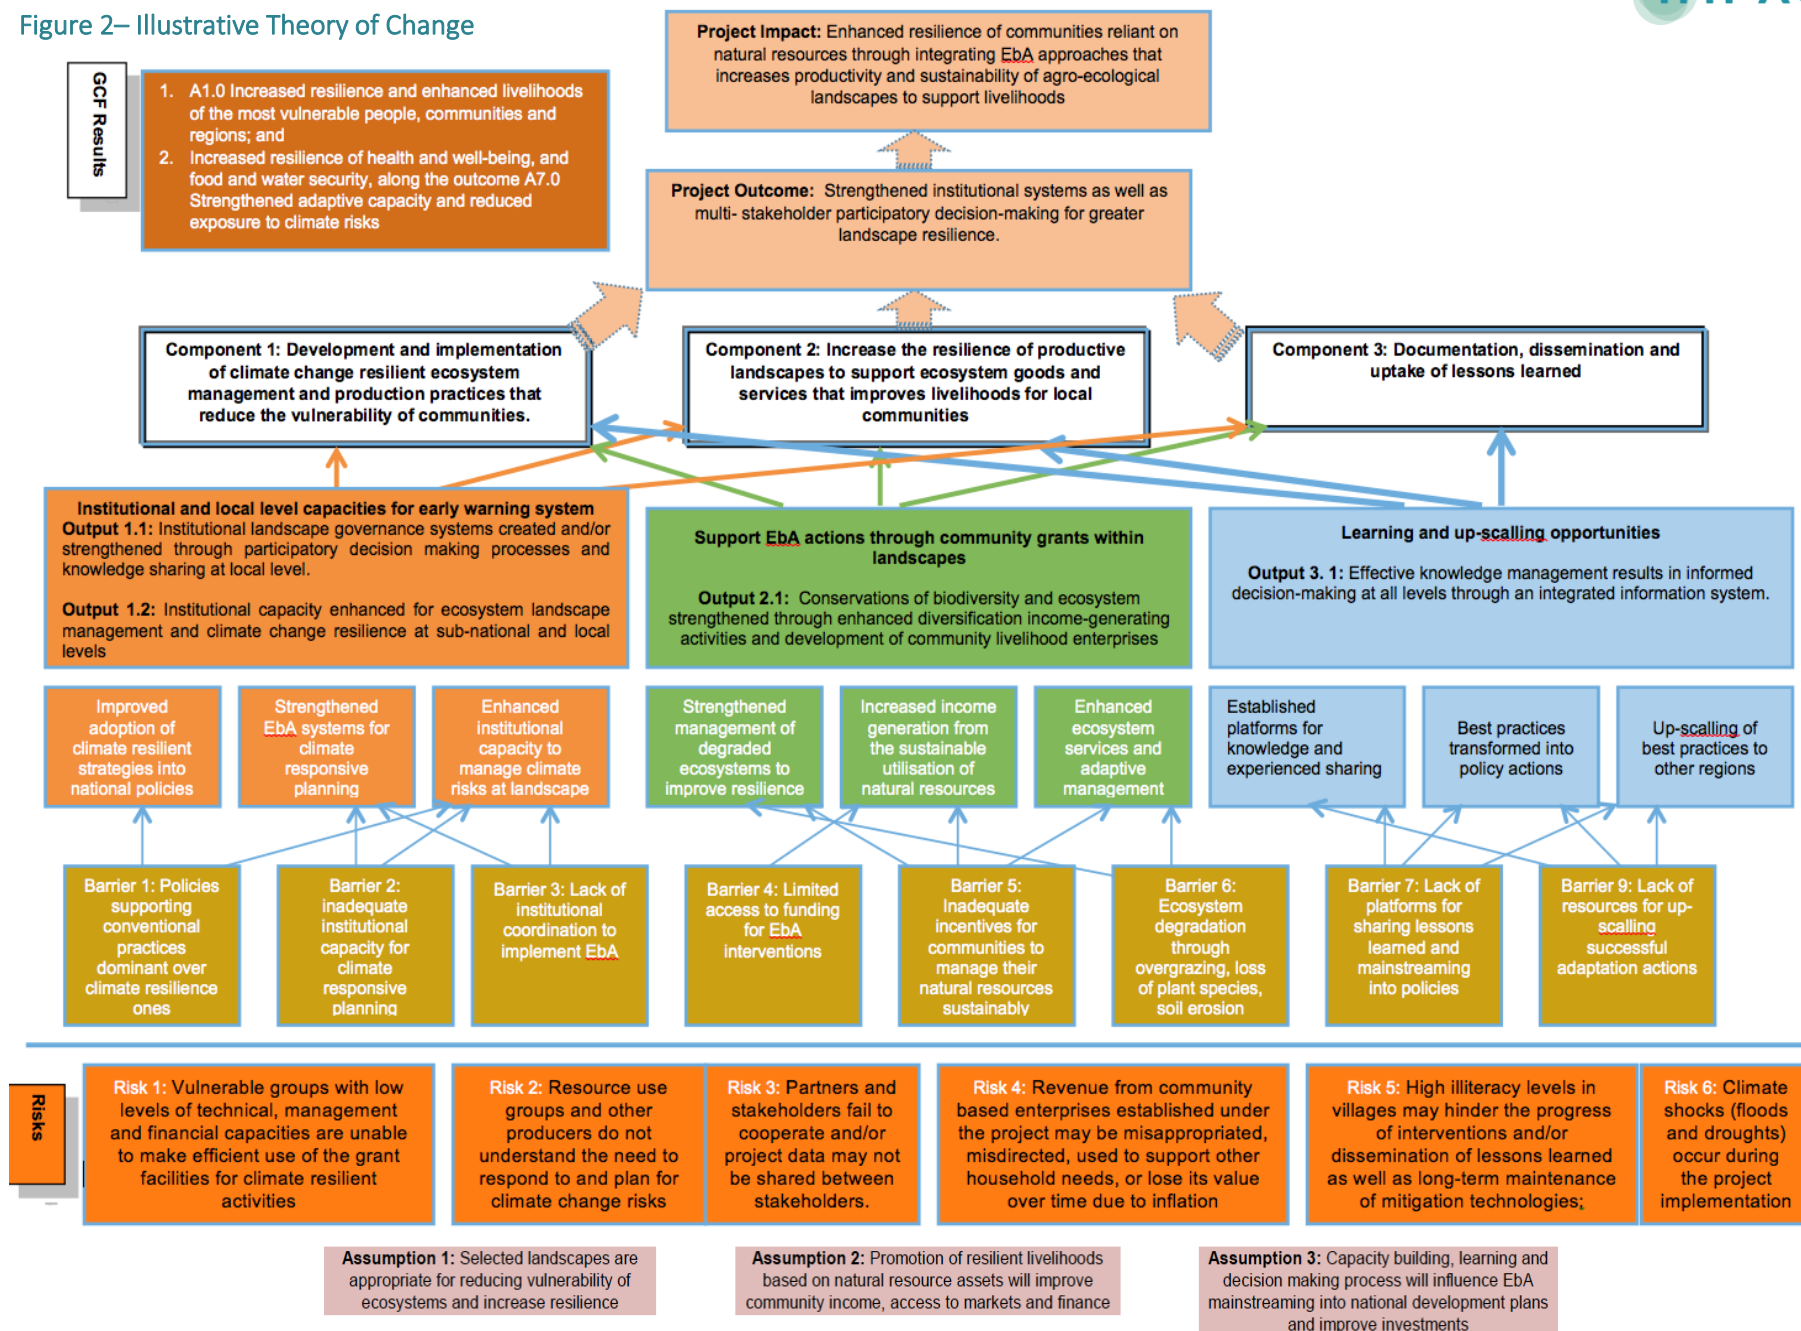 Figure 2– Illustrative Theory of Change
GCF Results
1. A1.0 Increased resilience and enhanced livelihoods
of the most vulnerable people, communities and
regions; and
2. Increased resilience of health and well-being, and
food and water security, along the outcome A7.0
Strengthened adaptive capacity and reduced
exposure to climate risks
Project Impact: Enhanced resilience of communities reliant on
natural resources through integrating EbA approaches that
increases productivity and sustainability of agro-ecological
landscapes to support livelihoods
Project Outcome: Strengthened institutional systems as well as
multi- stakeholder participatory decision-making for greater
landscape resilience.
Component 1: Development and implementation
of climate change resilient ecosystem
management and production practices that
reduce the vulnerability of communities.
Component 2: Increase the resilience of productive
landscapes to support ecosystem goods and
services that improves livelihoods for local
communities
Component 3: Documentation, dissemination and
uptake of lessons learned
Institutional and local level capacities for early warning system
Output 1.1: Institutional landscape governance systems created and/or
strengthened through participatory decision making processes and
knowledge sharing at local level.
Output 1.2: Institutional capacity enhanced for ecosystem landscape
management and climate change resilience at sub-national and local
levels
Support EbA actions through community grants within
landscapes
Output 2.1: Conservations of biodiversity and ecosystem
strengthened through enhanced diversification income-generating
activities and development of community livelihood enterprises
Learning and up-scalling opportunities
Output 3. 1: Effective knowledge management results in informed
decision-making at all levels through an integrated information system.
Improved
adoption of
climate resilient
strategies into
national policies
Strengthened
EbA systems for
climate
responsive
planning
Enhanced
institutional
capacity to
manage climate
risks at landscape
Strengthened
management of
degraded
ecosystems to
improve resilience
Increased income
generation from
the sustainable
utilisation of
natural resources
Enhanced
ecosystem
services and
adaptive
management
Established
platforms for
knowledge and
experienced sharing
Best practices
transformed into
policy actions
Up-scalling of
best practices to
other regions
Barrier 1: Policies
supporting
conventional
practices
dominant over
climate resilience
ones
Barrier 2:
inadequate
institutional
capacity for
climate
responsive
planning
Barrier 3: Lack of
institutional
coordination to
implement EbA
Barrier 4: Limited
access to funding
for EbA
interventions
Barrier 5:
Inadequate
incentives for
communities to
manage their
natural resources
sustainably
Barrier 6:
Ecosystem
degradation
through
overgrazing, loss
of plant species,
soil erosion
Barrier 7: Lack of
platforms for
sharing lessons
learned and
mainstreaming
into policies
Barrier 9: Lack of
resources for up-
scalling
successful
adaptation actions
Risks
Risk 1: Vulnerable groups with low
levels of technical, management
and financial capacities are unable
to make efficient use of the grant
facilities for climate resilient
activities
Risk 2: Resource use
groups and other
producers do not
understand the need to
respond to and plan for
climate change risks
Risk 3: Partners and
stakeholders fail to
cooperate and/or
project data may not
be shared between
stakeholders.
Risk 4: Revenue from community
based enterprises established under
the project may be misappropriated,
misdirected, used to support other
household needs, or lose its value
over time due to inflation
Risk 5: High illiteracy levels in
villages may hinder the progress
of interventions and/or
dissemination of lessons learned
as well as long-term maintenance
of mitigation technologies;
Risk 6: Climate
shocks (floods
and droughts)
occur during
the project
implementation
Assumption 1: Selected landscapes are
appropriate for reducing vulnerability of
ecosystems and increase resilience
Assumption 2: Promotion of resilient livelihoods
based on natural resource assets will improve
community income, access to markets and finance
Assumption 3: Capacity building, learning and
decision making process will influence EbA
mainstreaming into national development plans
and improve investments